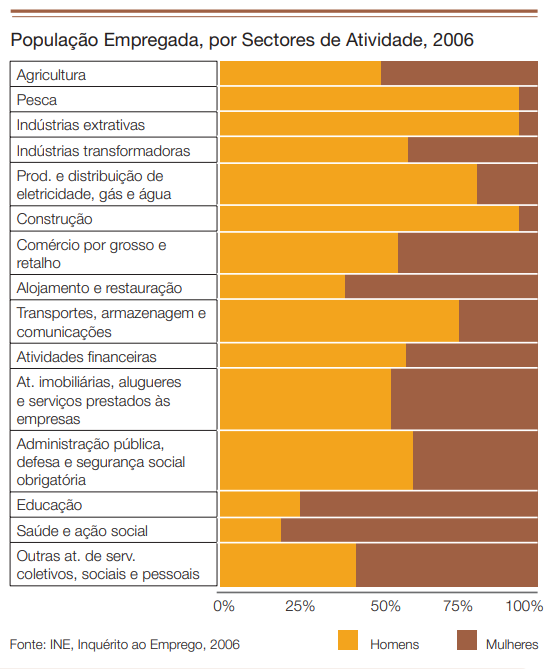 População Empregada, por Sectores de Atividade, 2006
Agricultura
Pesca
Indústrias extrativas
Indústrias transformadoras
Prod. e distribuição de
eletricidade, gás e água
Construção
Comércio por grosso e
retalho
Alojamento e restauração
Transportes, armazenagem e
comunicações
Atividades financeiras
At. imobiliárias, alugueres
e serviços prestados às
empresas
Administração pública,
defesa e segurança social
obrigatória
Educação
Saúde e ação social
Outras at. de serv.
coletivos, sociais e pessoais
0% 25% 50% 75% 100%
Fonte: INE, Inquérito ao Emprego, 2006 Homens Mulheres